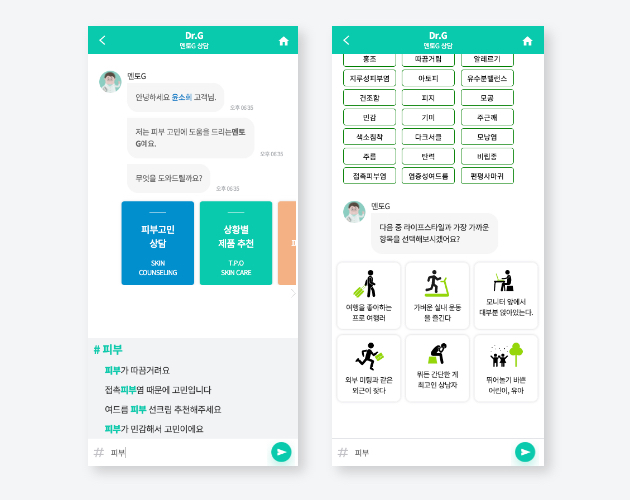 Dr.G
멘토G 상담
멘토G
안녕하세요 윤소희 고객님.
오후 06:35
저는 피부 고민에 도움을 드리는멘토
G예요.
오후 06:35
무엇을 도와드릴까요?
오후 06:35
피부고민
상담
SKIN
COUNSELING
상황별
제품 추천
T.P.O
SKIN CARE
# 피부
피부가 따끔거려요
접촉피부염 때문에 고민입니다
여드름 피부 선크림 추천해주세요
피부가 민감해서 고민이에요
# 피부
Dr.G
멘토G 상담
홍조 따끔거림 알레르기
지루성피부염 아토피 유수분밸런스
건조함 피지 모공
민감 기미 주근깨
색소침착 다크서클 모낭염
주름 탄력 비립종
접촉피부염 염증성여드름 편평사마귀
멘토G
다음 중 라이프스타일과 가장 가까운
항목을 선택해보시겠어요?
여행을 좋아하는
프로 여행러
가벼운 실내 운동
을 즐긴다
모니터 앞에서
대부분 앉아있는다.
외부 미팅과 같은
외근이 잦다
뭐든 간단한 게
최고인 상남자
뛰어놀기 바쁜
어린이, 유아
# 피부